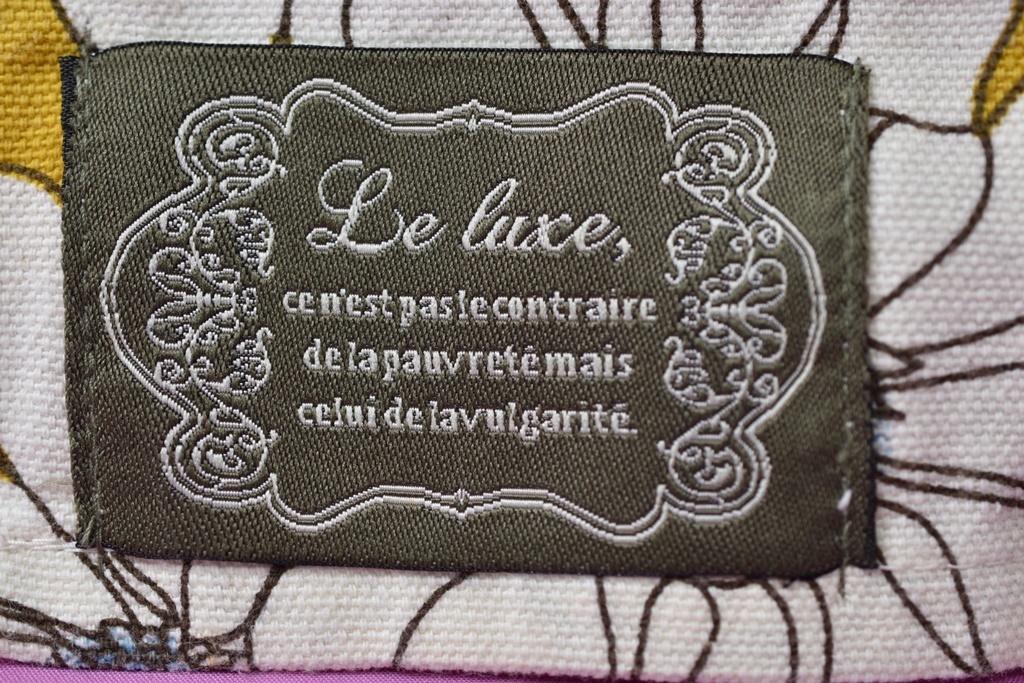 Le luxe,
ce n'est pas le contraire
de la pauvreté mais
celui de la vulgarité.